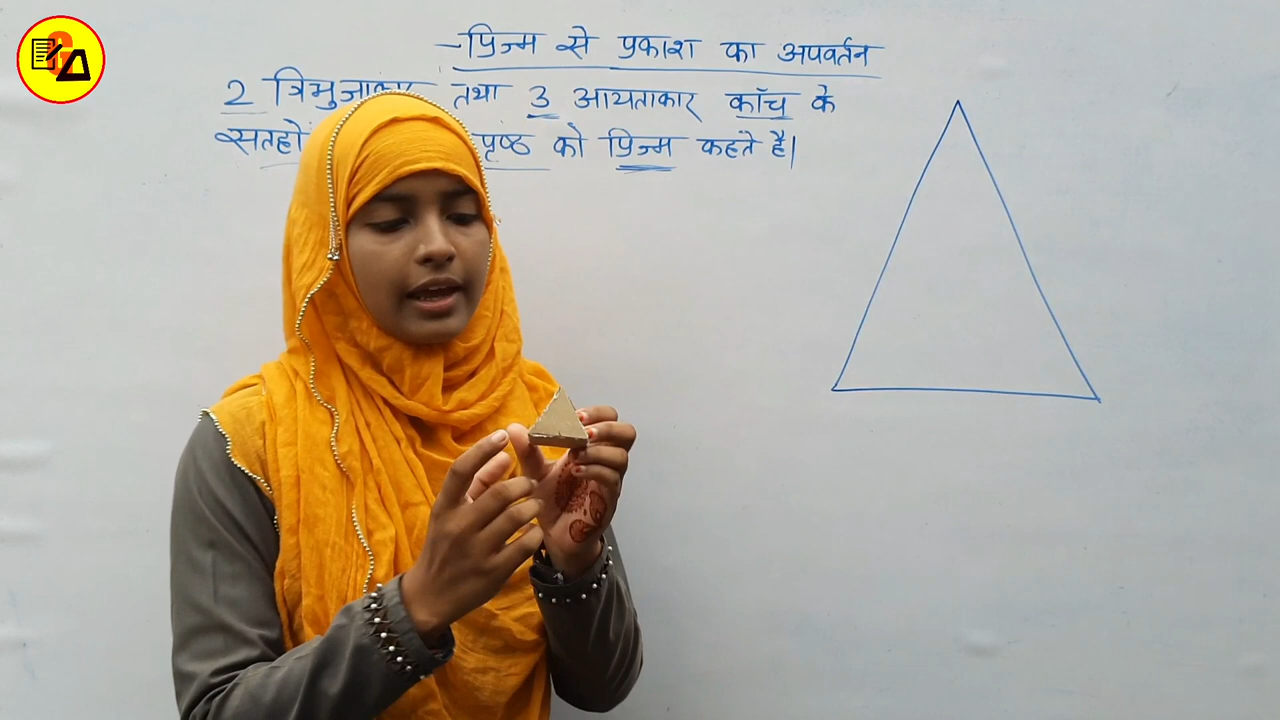 प्रिज्म से प्रकाश का अपवर्तन
2 त्रिभुजाकार तथा 3 आयताकार काँच के
सतहों पृष्ठ को प्रिज्म कहते है।